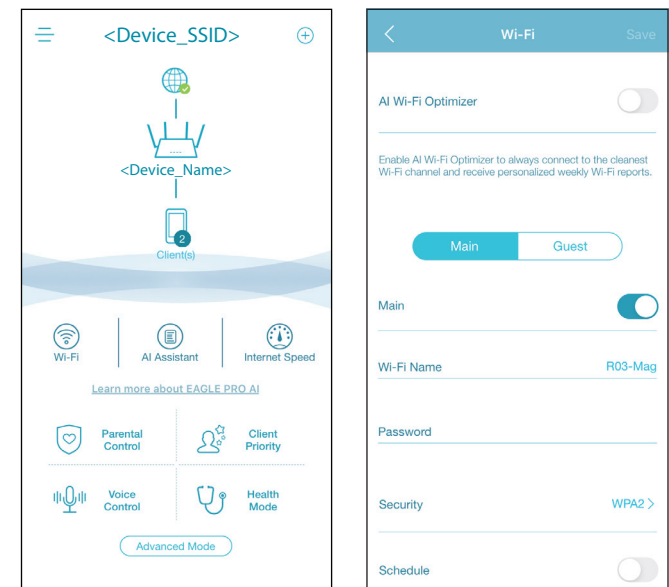 <Device_SSID>
<Device_Name>
2
Client(s)
Wi-Fi
AI Assistant
Internet Speed
Learn more about EAGLE PRO AI
Parental
Control
Client
Priority
Voice
Control
Health
Mode
Advanced Mode
Wi-Fi
Save
AI Wi-Fi Optimizer
Enable AI Wi-Fi Optimizer to always connect to the cleanest
Wi-Fi channel and receive personalized weekly Wi-Fi reports.
Main
Guest
Main
Wi-Fi Name
R03-Mag
Password
Security
WPA2 >
Schedule